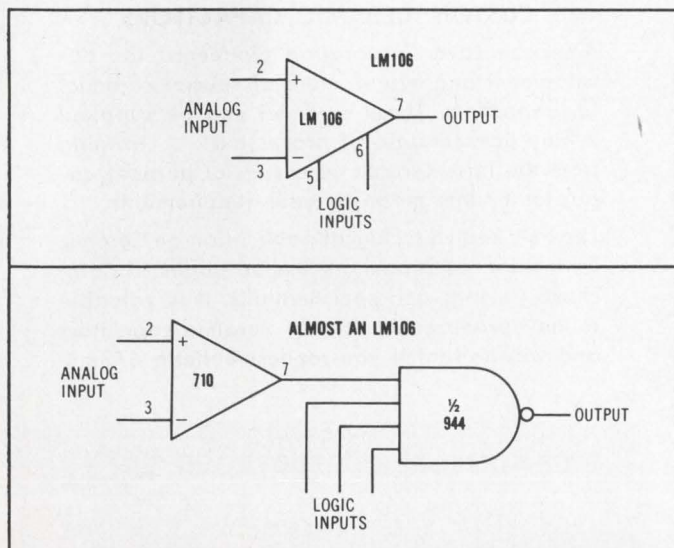 LM106
2
+
ANALOG
INPUT
LM 106
7
OUTPUT
3
−
5
6
LOGIC
INPUTS
ALMOST AN LM106
2
+
ANALOG
INPUT
710
7
3
−
½
944
OUTPUT
LOGIC
INPUTS